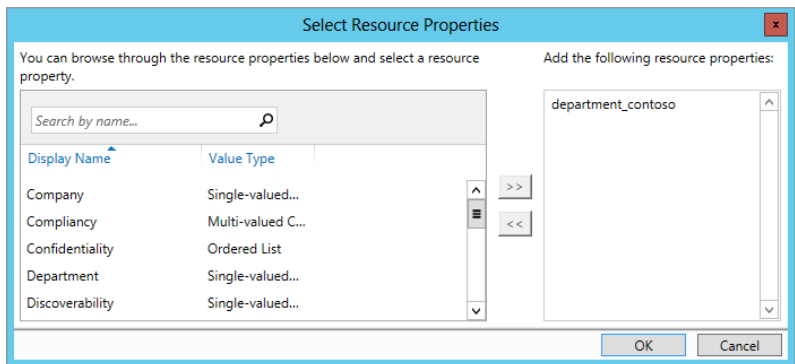 Select Resource Properties
x
You can browse through the resource properties below and select a resource
property.
Add the following resource properties:
Search by name...
department_contoso
Display Name Value Type
Company Single-valued...
Compliancy Multi-valued C...
Confidentiality Ordered List
Department Single-valued...
Discoverability Single-valued...
>>
<<
OK Cancel